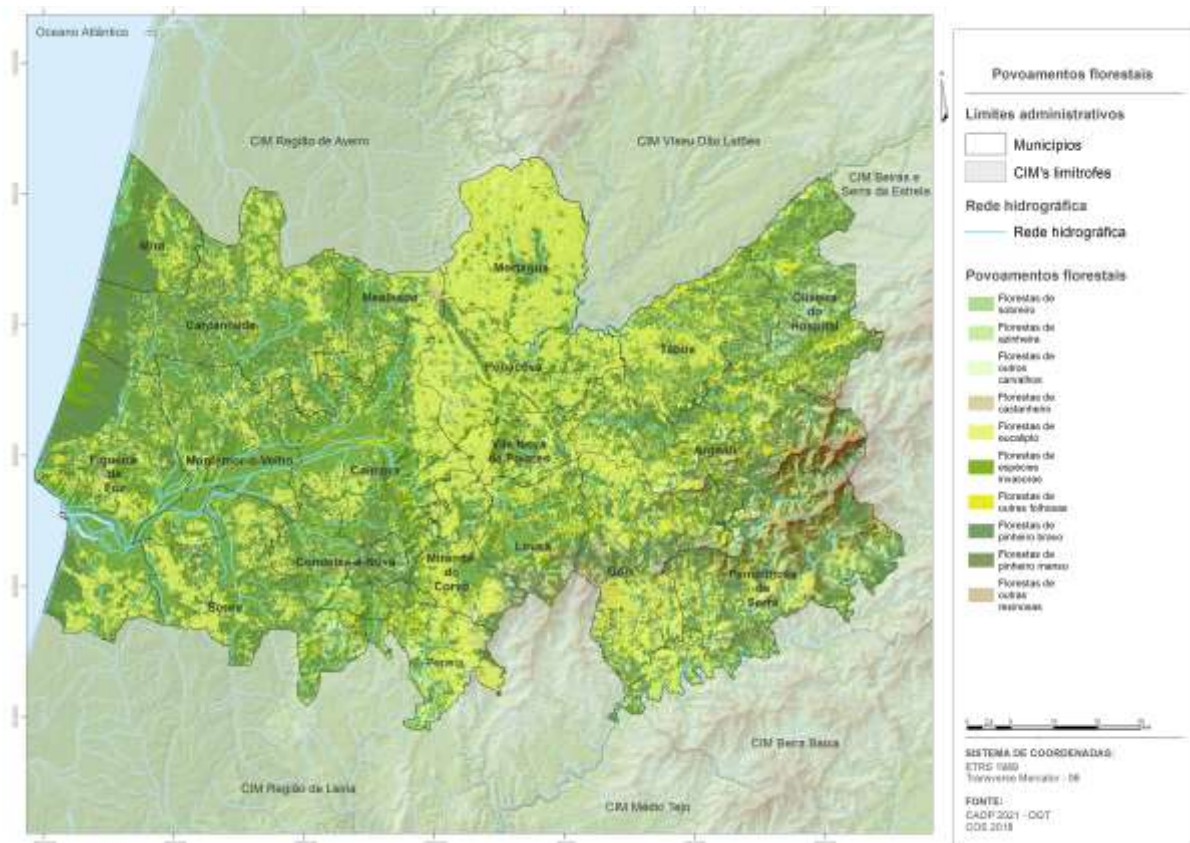 Oceano Atlântico
CIM Região de Aveiro
CIM Viseu Dão Lafões
CIM Beiras e
Serra da Estrela
Mira
Mortágua
Mealhada
Cantanhede
Oliveira
do
Hospital
Penacova
Tábua
Figueira
da
Foz
Montemor-o-Velho
Coimbra
Vila Nova
de Poiares
Arganil
Condeixa-a-Nova
Miranda
do
Corvo
Lousã
Góis
Pampilhosa
da
Serra
Soure
Penela
CIM Beira Baixa
CIM Região de Leiria
CIM Médio Tejo
Povoamentos florestais
Limites administrativos
Municípios
CIM's limítrofes
Rede hidrográfica
Rede hidrográfica
Povoamentos florestais
Florestas de
sobreiro
Florestas de
azinheira
Florestas de
outros
carvalhos
Florestas de
castanheiro
Florestas de
eucalipto
Florestas de
espécies
invasoras
Florestas de
outras folhosas
Florestas de
pinheiro bravo
Florestas de
pinheiro manso
Florestas de
outras
resinosas
SISTEMA DE COORDENADAS:
ETRS 1989
Transverse Mercator - 06
FONTE:
CAOP 2021 - DGT
COS 2018